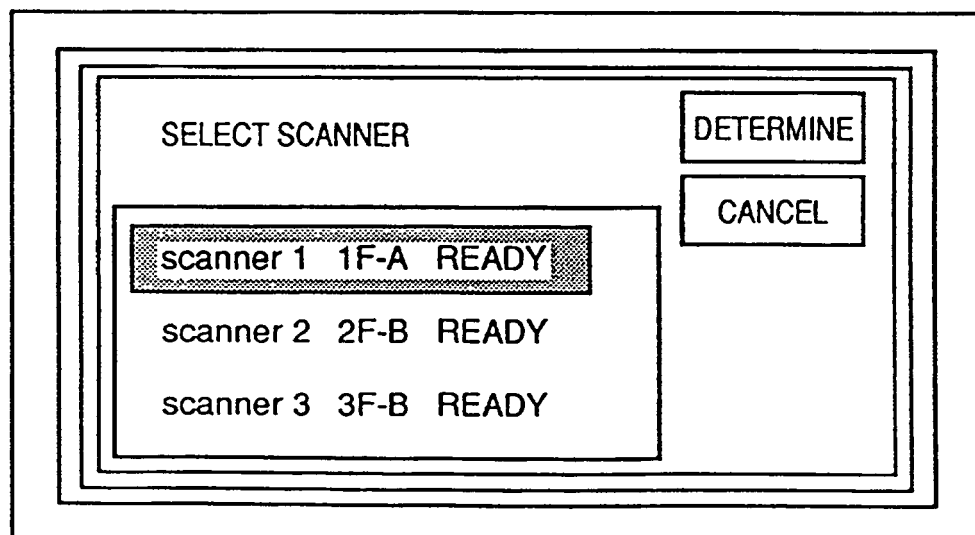 SELECT SCANNER
DETERMINE
CANCEL
scanner 1 1F-A READY
scanner 2 2F-B READY
scanner 3 3F-B READY